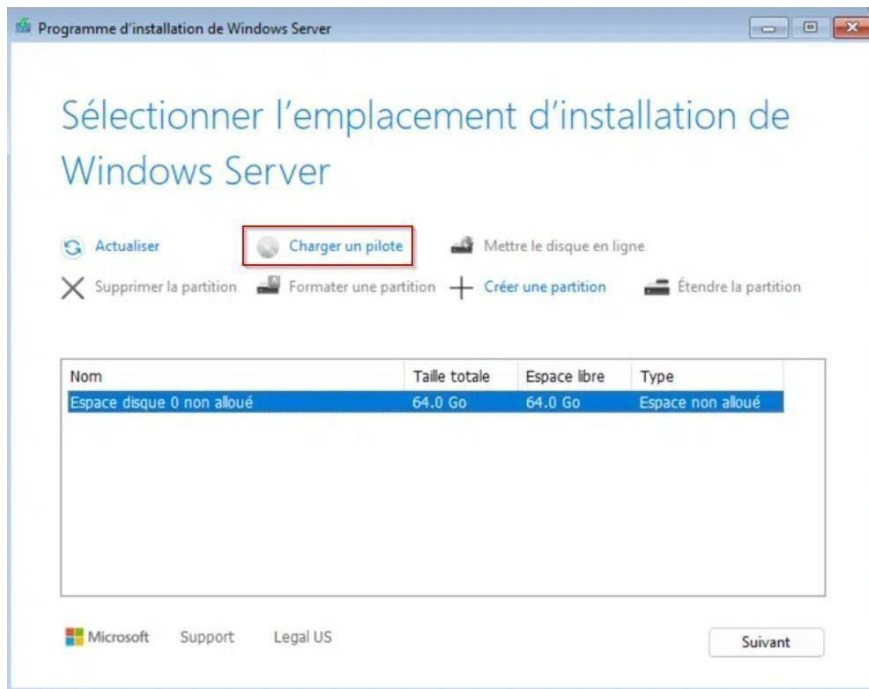 Programme d'installation de Windows Server
Sélectionner l'emplacement d'installation de
Windows Server
Actualiser Charger un pilote Mettre le disque en ligne
Supprimer la partition Formater une partition Créer une partition Étendre la partition
Nom Taille totale Espace libre Type
Espace disque 0 non alloué 64.0 Go 64.0 Go Espace non alloué
Microsoft Support Legal US Suivant